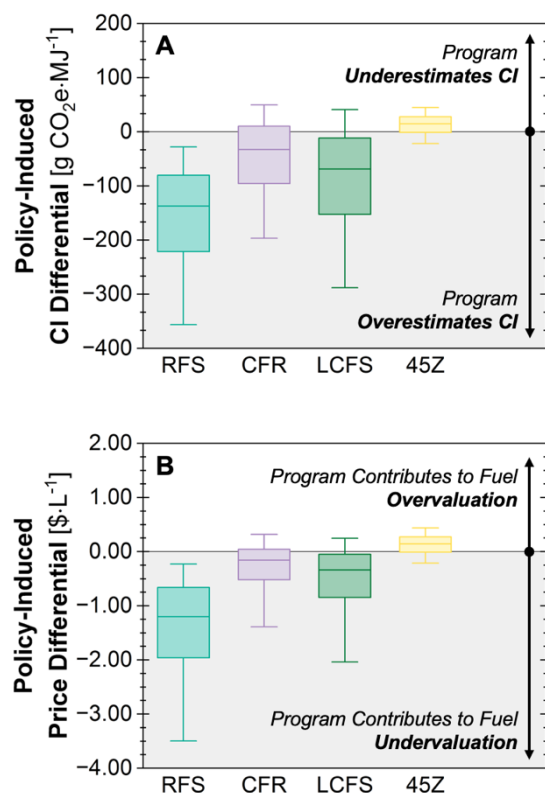 A
Policy-Induced
CI Differential [g CO₂e·MJ⁻¹]
200
100
0
−100
−200
−300
−400
Program
Underestimates CI
Program
Overestimates CI
RFS CFR LCFS 45Z
B
Policy-Induced
Price Differential [$·L⁻¹]
2.00
1.00
0.00
−1.00
−2.00
−3.00
−4.00
Program Contributes to Fuel
Overvaluation
Program Contributes to Fuel
Undervaluation
RFS CFR LCFS 45Z